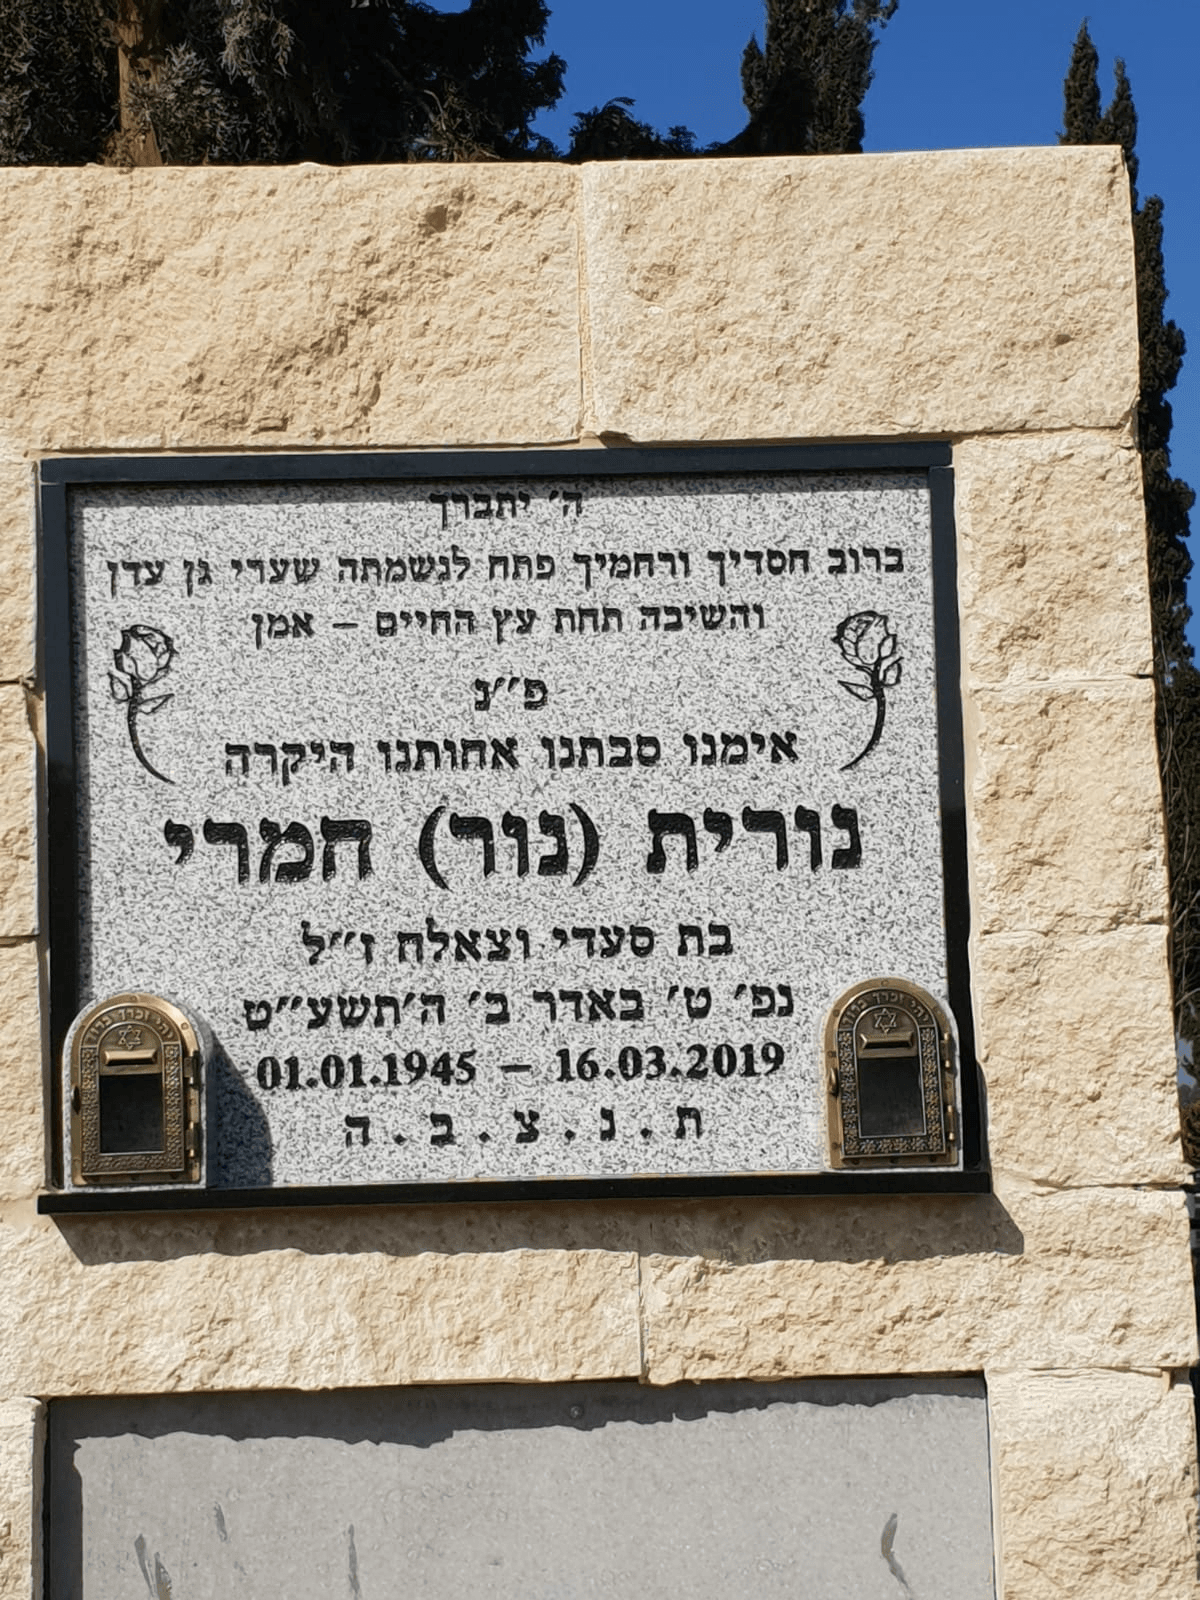 ה׳ יתברך
ברוב חסדיך ורחמיך פתח לנשמתה שערי גן עדן
והשיבה תחת עץ החיים – אמן
פ״נ
אימנו סבתנו אחותנו היקרה
נורית (נור) חמרי
בת סעדי וצאלח ז״ל
נפ׳ ט׳ באדר ב׳ ה׳תשע״ט
01.01.1945 – 16.03.2019
ת . נ . צ . ב . ה